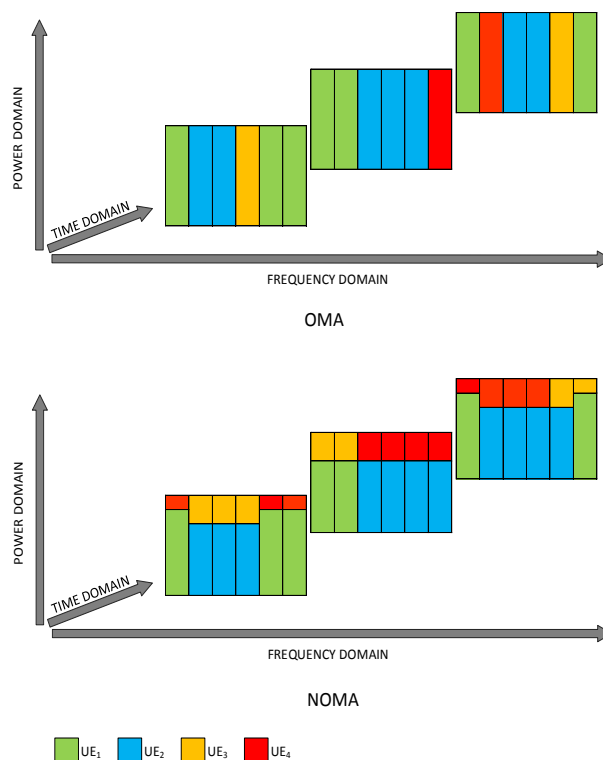 POWER DOMAIN
TIME DOMAIN
FREQUENCY DOMAIN
OMA
POWER DOMAIN
TIME DOMAIN
FREQUENCY DOMAIN
NOMA
UE₁ UE₂ UE₃ UE₄